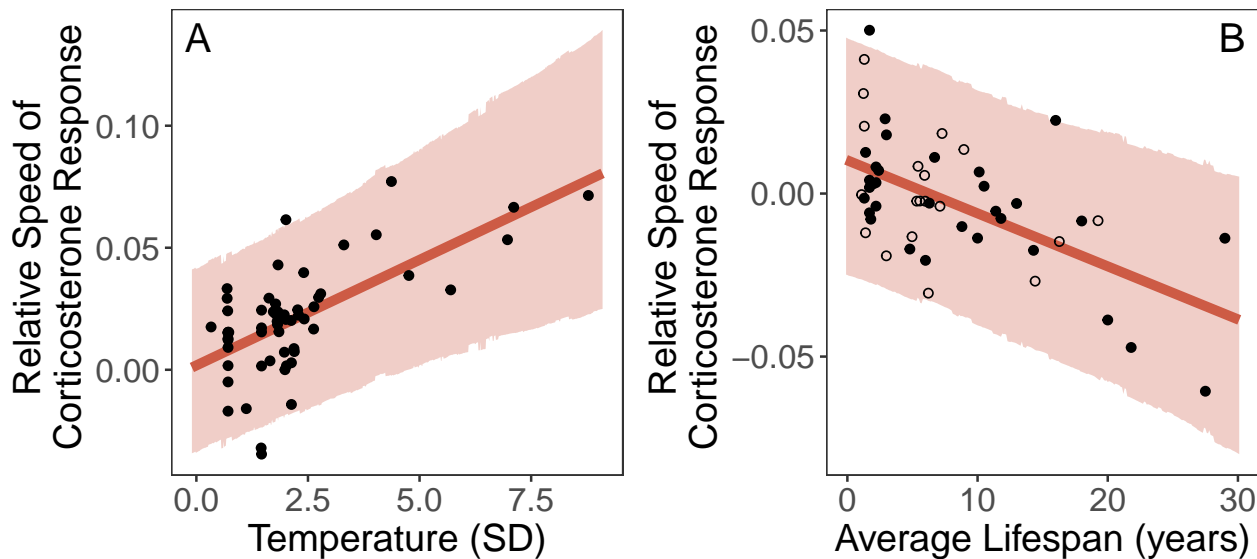 A
Relative Speed of
Corticosterone Response
0.10
0.05
0.00
0.0 2.5 5.0 7.5
Temperature (SD)
B
Relative Speed of
Corticosterone Response
0.05
0.00
−0.05
0 10 20 30
Average Lifespan (years)